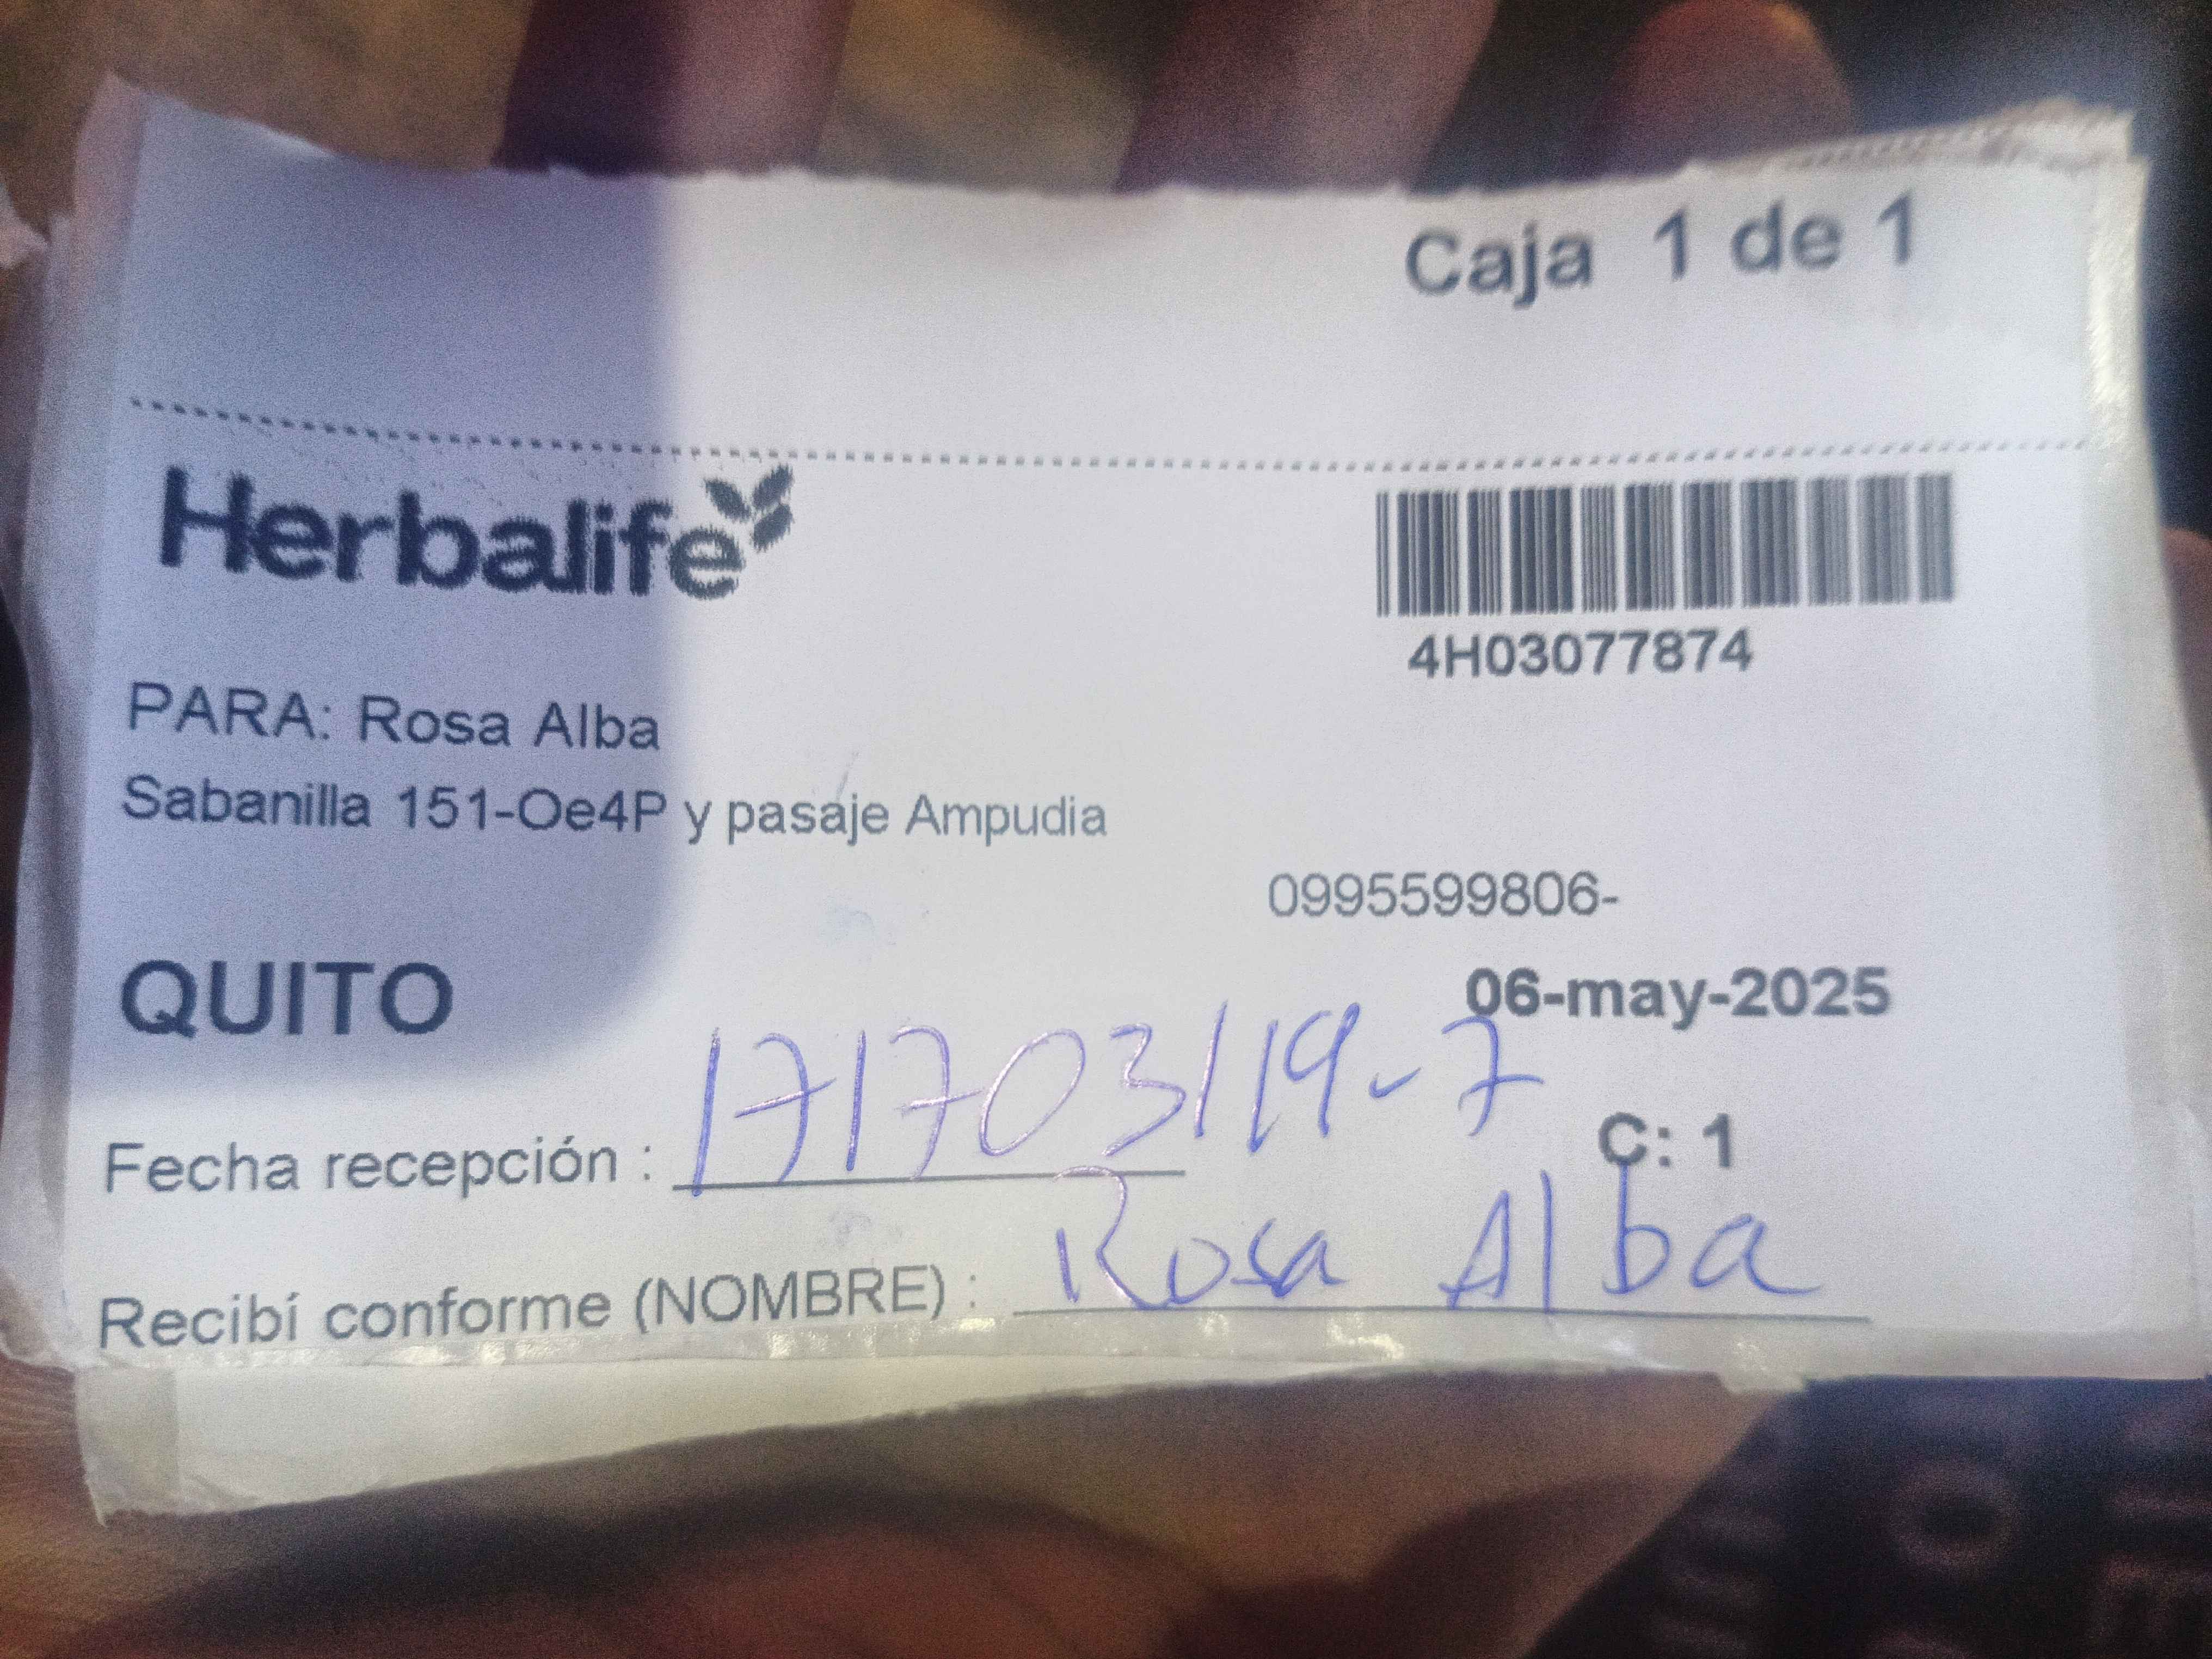 Caja 1 de 1
Herbalife
4H03077874
PARA: Rosa Alba
Sabanilla 151-Oe4P y pasaje Ampudia
0995599806-
QUITO
06-may-2025
Fecha recepción : 171703119-7
C: 1
Recibí conforme (NOMBRE) : Rosa Alba